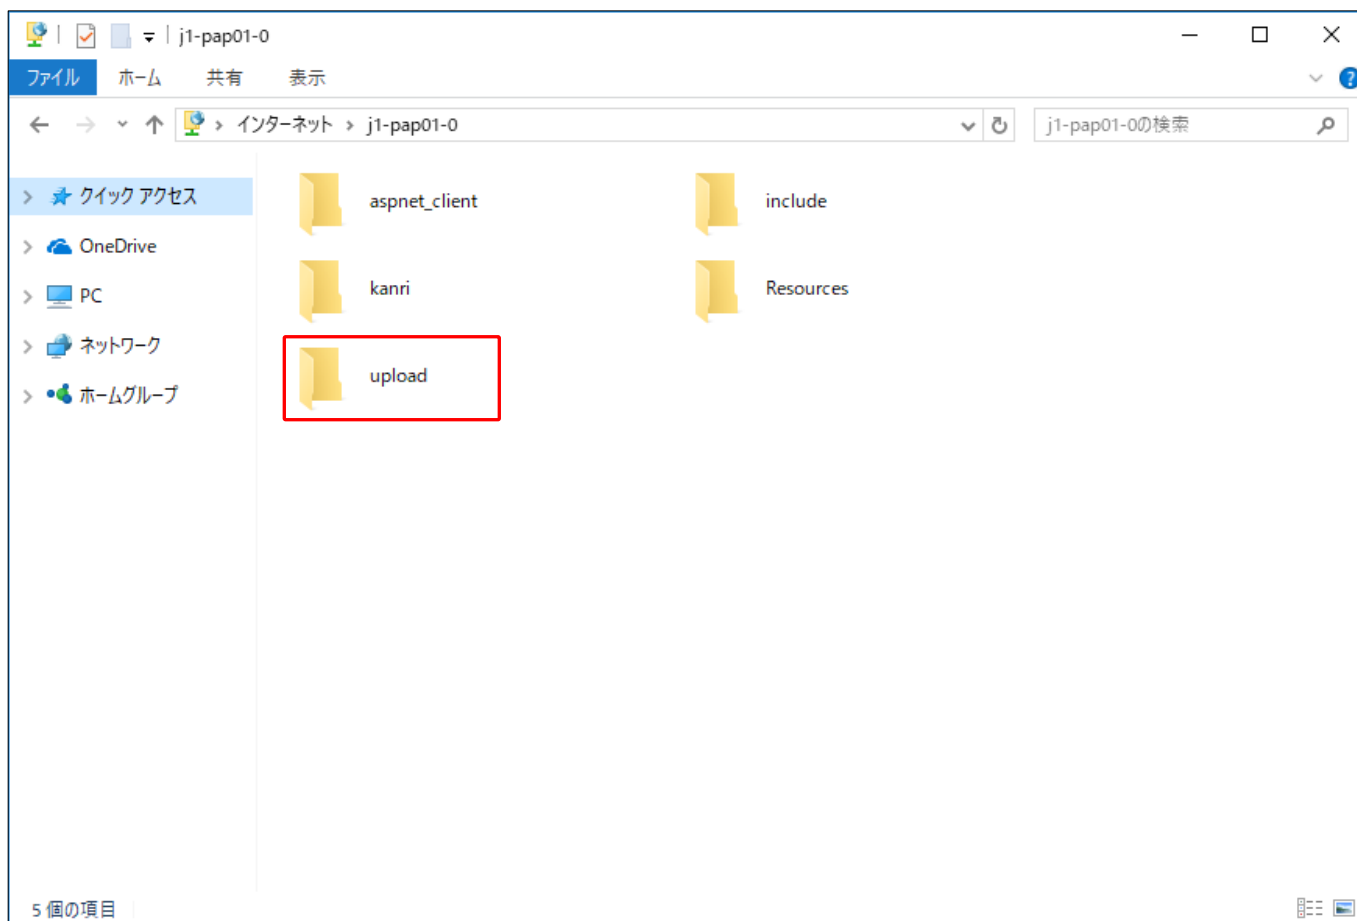 j1-pap01-0
ファイル ホーム 共有 表示
インターネット j1-pap01-0 j1-pap01-0の検索
クイック アクセス
OneDrive
PC
ネットワーク
ホームグループ
aspnet_client include
kanri Resources
upload
5 個の項目